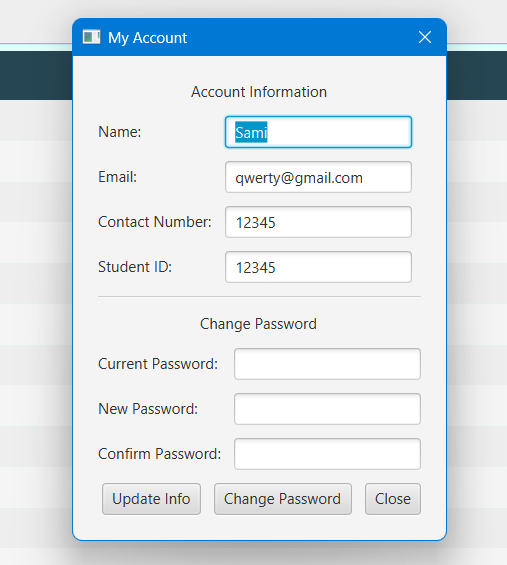 My Account
Account Information
Name: Sami
Email: qwerty@gmail.com
Contact Number: 12345
Student ID: 12345
Change Password
Current Password:
New Password:
Confirm Password:
Update Info Change Password Close